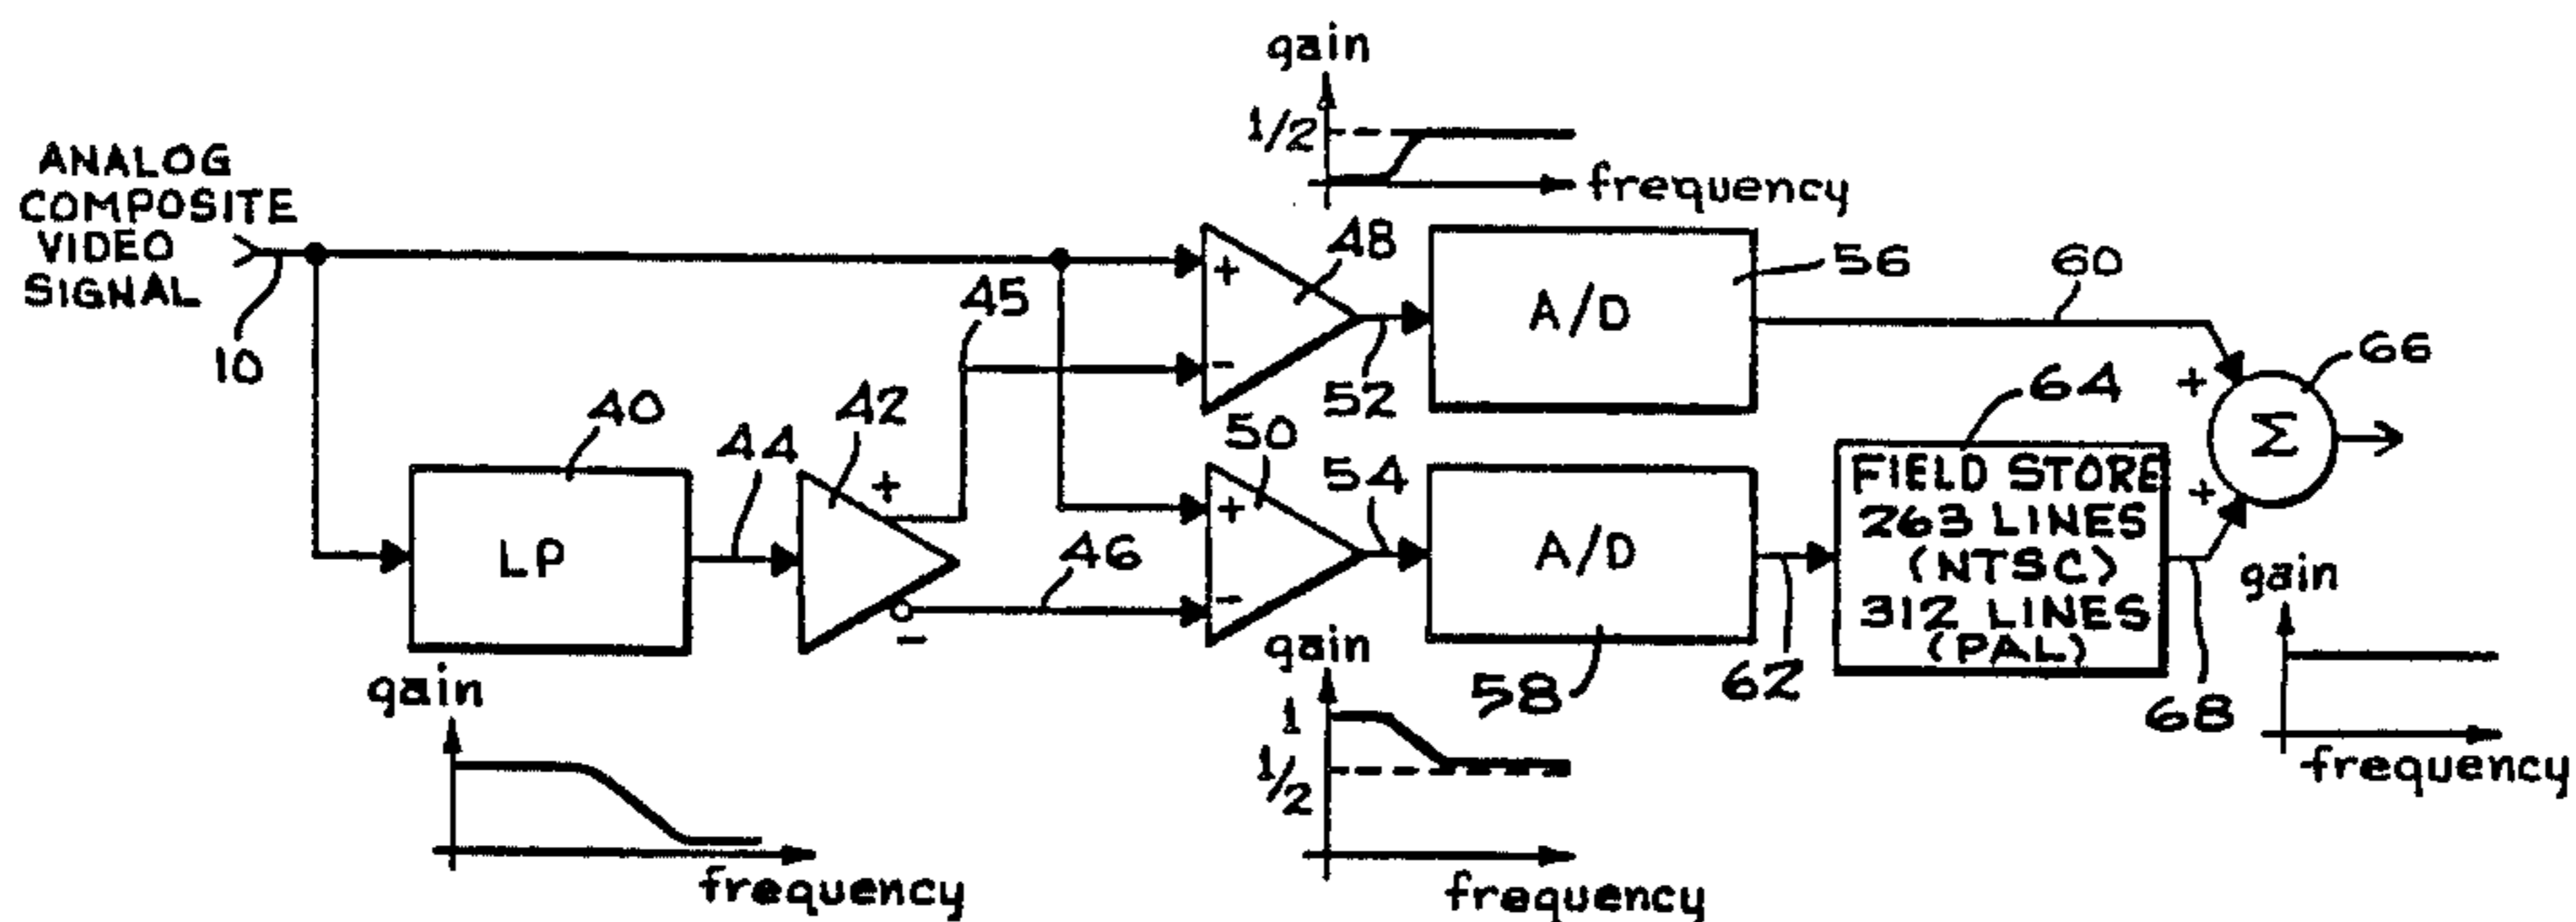 gain
1/2
frequency
ANALOG
COMPOSITE
VIDEO
SIGNAL
10
45
+
-
48
52
A/D
56
60
+
+
Σ
66
40
LP
44
42
+
-
46
50
+
-
54
A/D
58
62
64
FIELD STORE
263 LINES
(NTSC)
312 LINES
(PAL)
68
gain
frequency
gain
frequency
gain
1
1/2
frequency